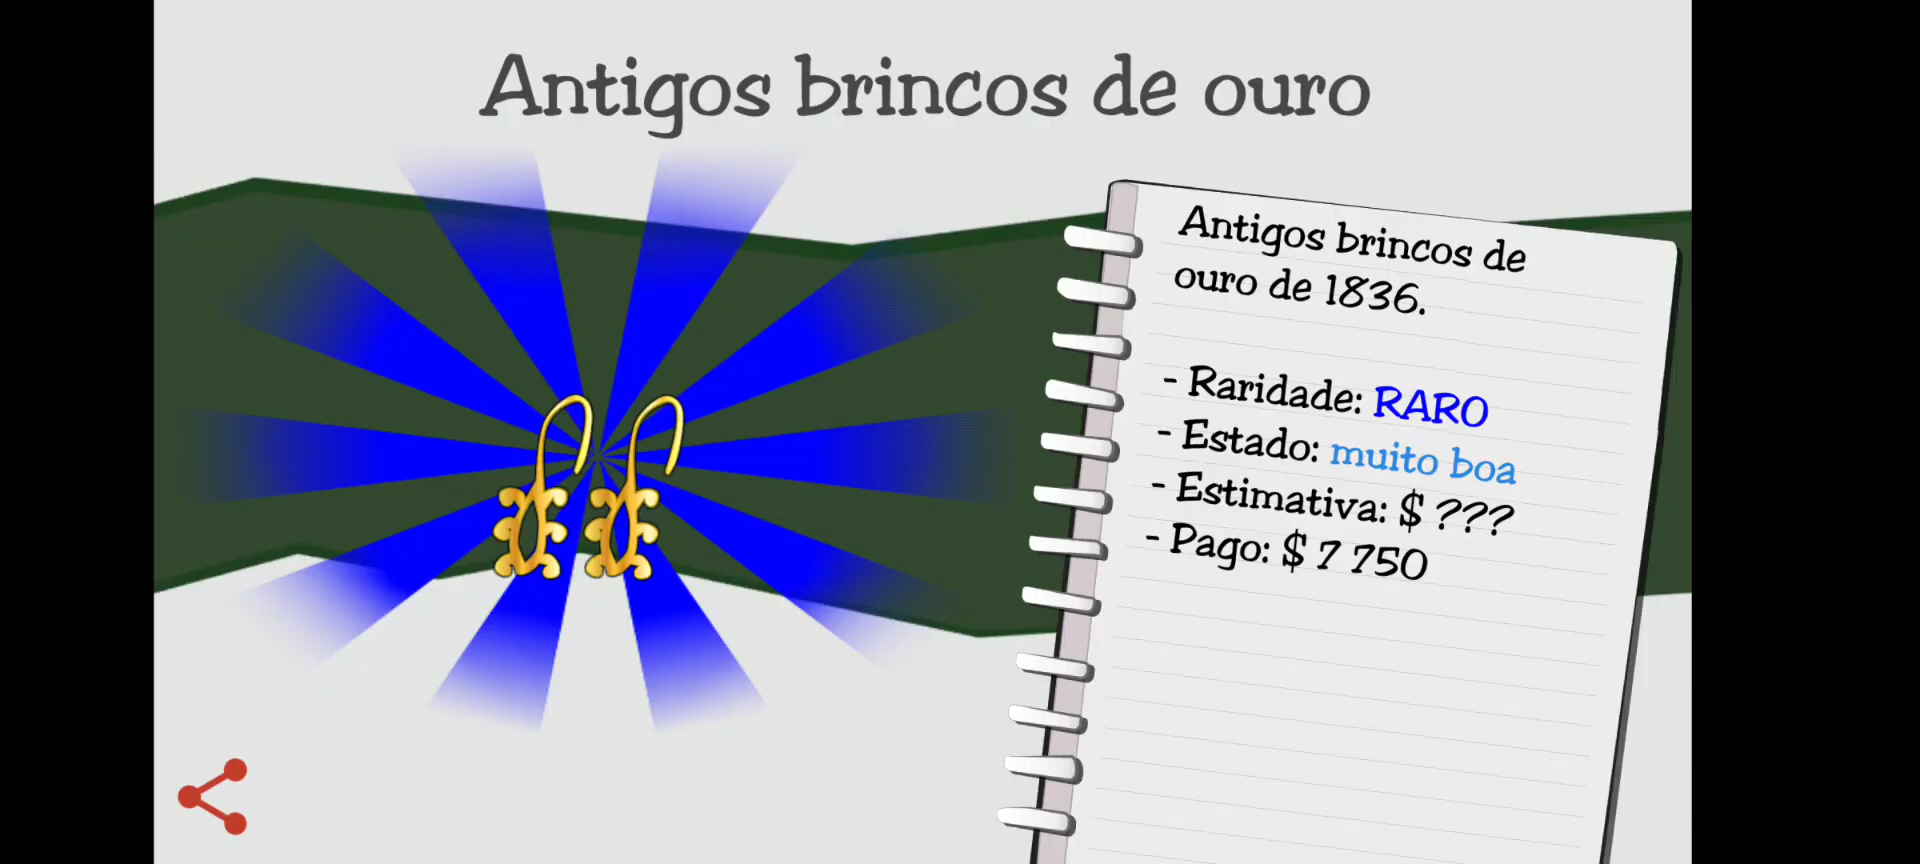 Antigos brincos de ouro
Antigos brincos de
ouro de 1836.
- Raridade: RARO
- Estado: muito boa
- Estimativa: $ ???
- Pago: $ 7 750